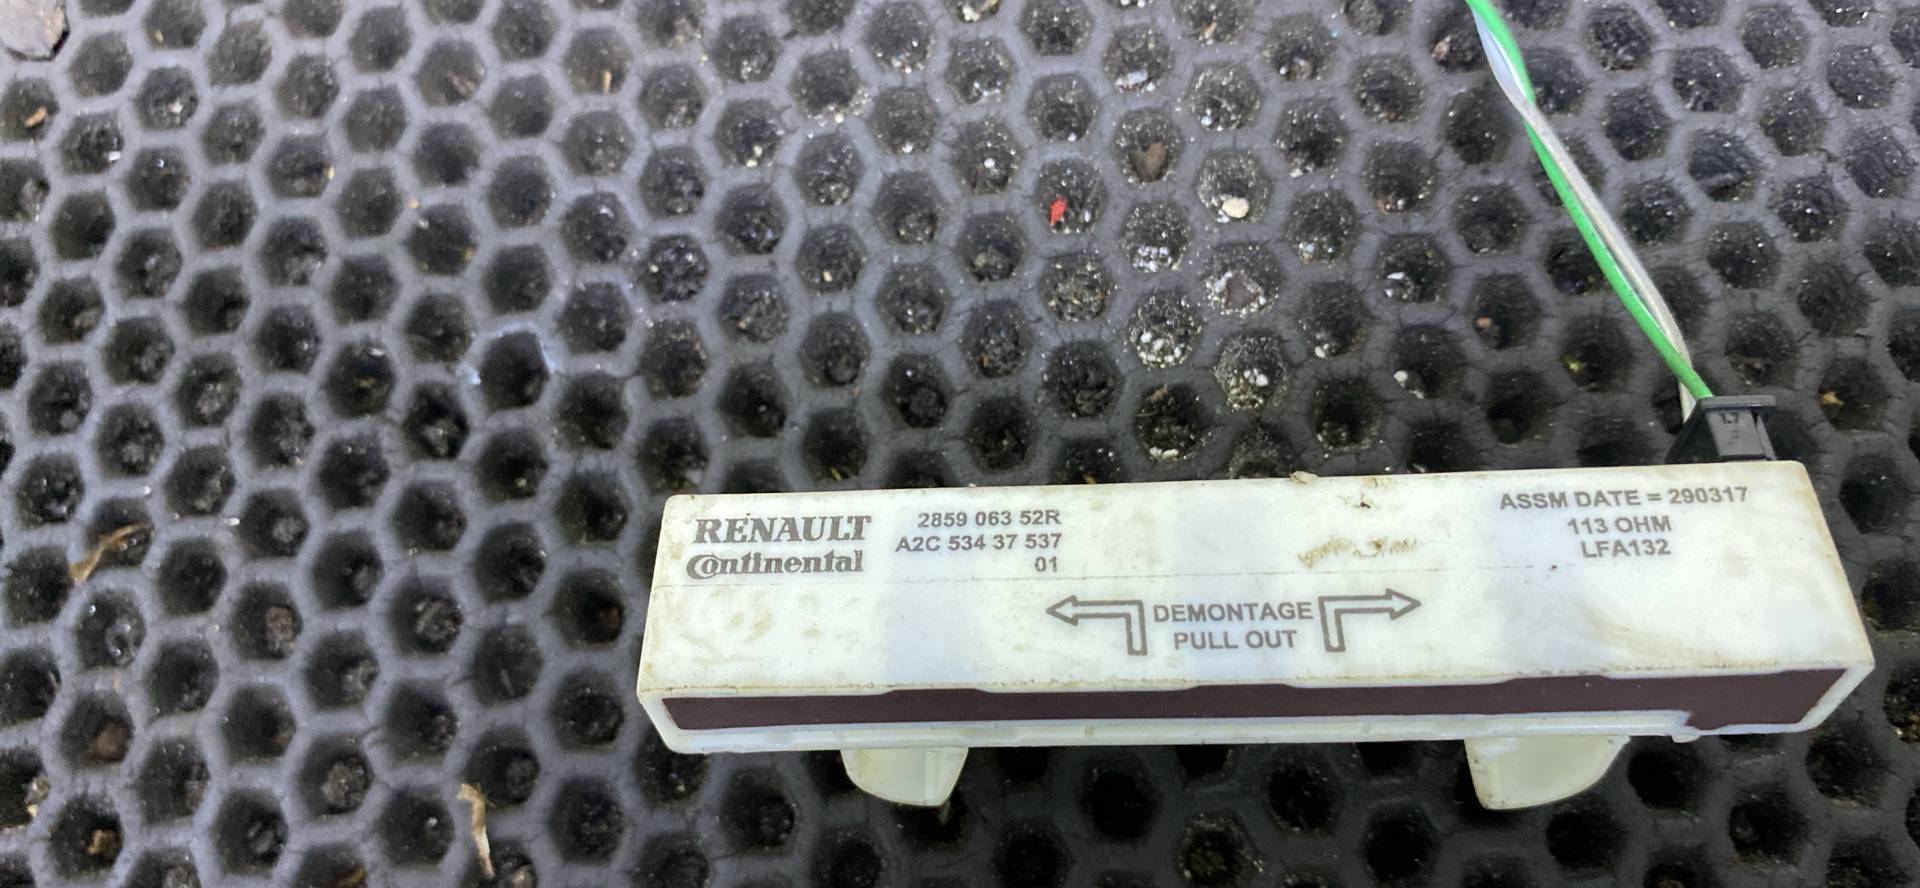 RENAULT
Continental
2859 063 52R
A2C 534 37 537
01
ASSM DATE = 290317
113 OHM
LFA132
DEMONTAGE
PULL OUT